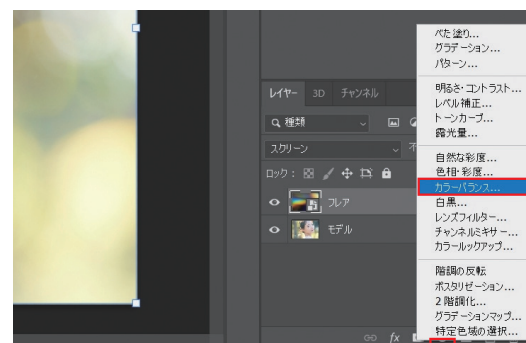 べた塗り...
グラデーション...
パターン...
明るさ・コントラスト...
レベル補正...
トーンカーブ...
露光量...
自然な彩度...
色相・彩度...
カラーバランス...
白黒...
レンズフィルター...
チャンネルミキサー...
カラールックアップ...
階調の反転
ポスタリゼーション...
2 階調化...
グラデーションマップ...
特定色域の選択...
レイヤー 3D チャンネル
種類
スクリーン 不
ロック :
フレア
モデル
fx